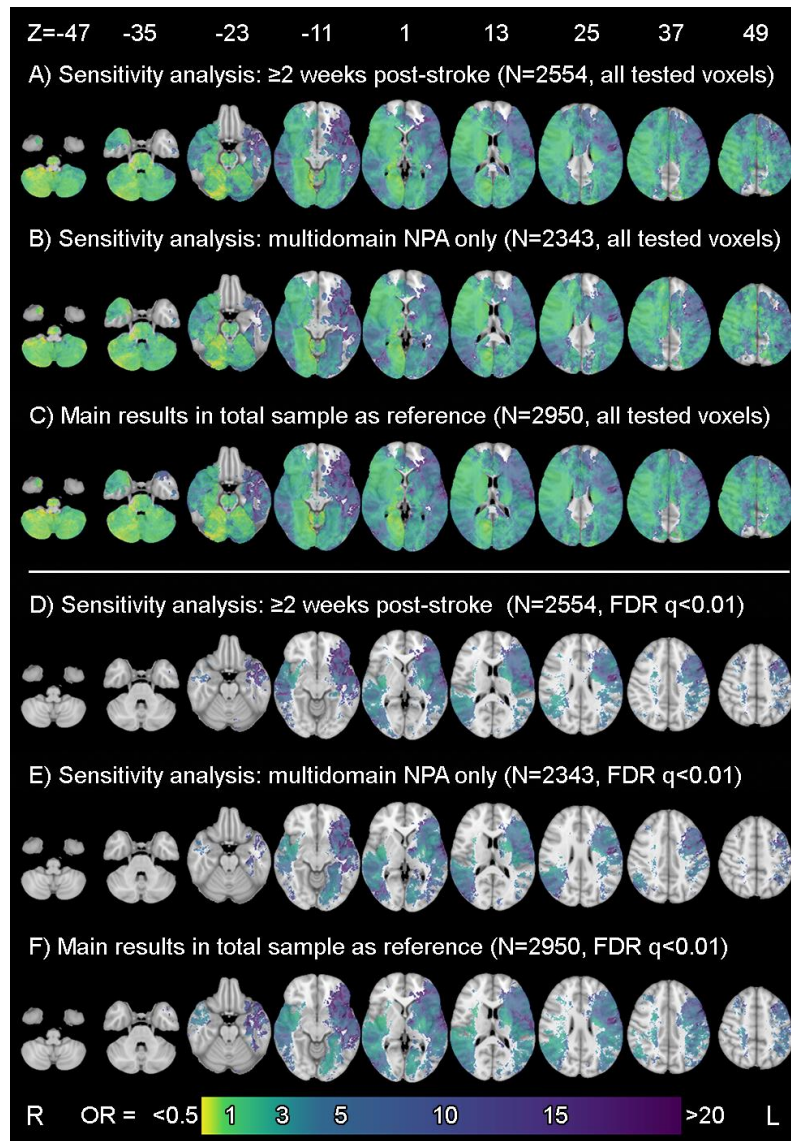 Z=-47 -35 -23 -11 1 13 25 37 49
A) Sensitivity analysis: ≥2 weeks post-stroke (N=2554, all tested voxels)
B) Sensitivity analysis: multidomain NPA only (N=2343, all tested voxels)
C) Main results in total sample as reference (N=2950, all tested voxels)
D) Sensitivity analysis: ≥2 weeks post-stroke (N=2554, FDR q<0.01)
E) Sensitivity analysis: multidomain NPA only (N=2343, FDR q<0.01)
F) Main results in total sample as reference (N=2950, FDR q<0.01)
R OR = <0.5 1 3 5 10 15 >20 L